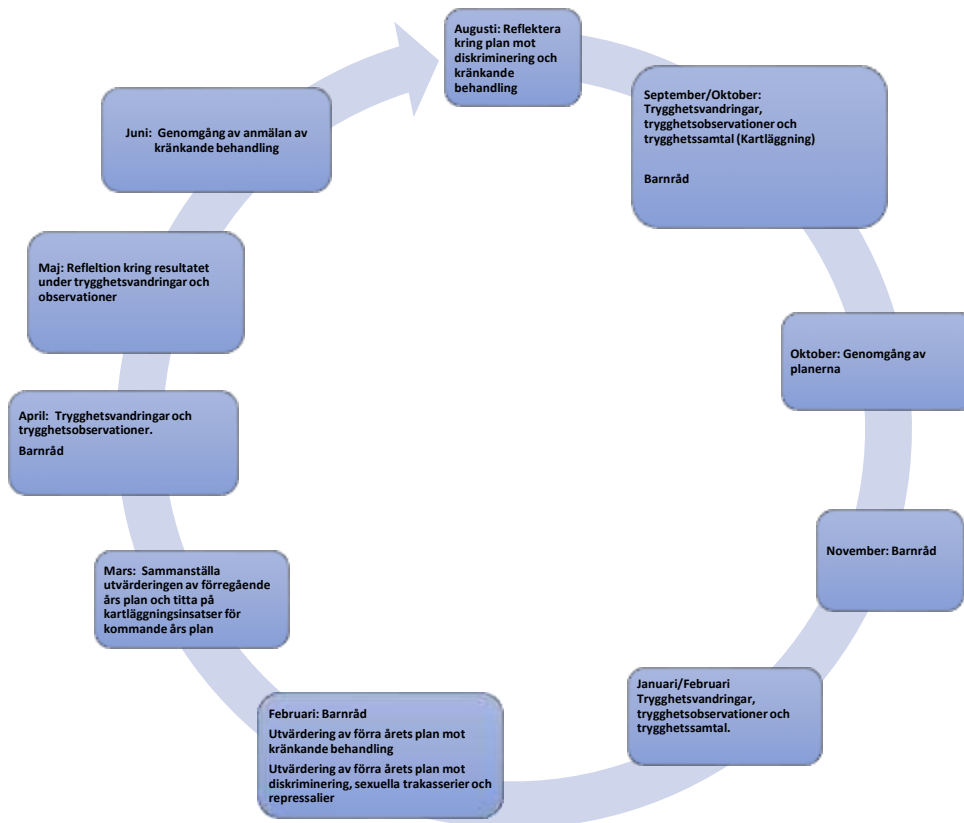 Augusti: Reflektera
kring plan mot
diskriminering och
kränkande
behandling
September/Oktober:
Trygghetsvandringar,
trygghetsobservationer och
trygghetssamtal (Kartläggning)
Barnråd
Oktober: Genomgång av
planerna
November: Barnråd
Januari/Februari
Trygghetsvandringar,
trygghetsobservationer och
trygghetssamtal.
Februari: Barnråd
Utvärdering av förra årets plan mot
kränkande behandling
Utvärdering av förra årets plan mot
diskriminering, sexuella trakasserier och
repressalier
Mars: Sammanställa
utvärderingen av förregående
års plan och titta på
kartläggningsinsatser för
kommande års plan
April: Trygghetsvandringar och
trygghetsobservationer.
Barnråd
Maj: Refleltion kring resultatet
under trygghetsvandringar och
observationer
Juni: Genomgång av anmälan av
kränkande behandling